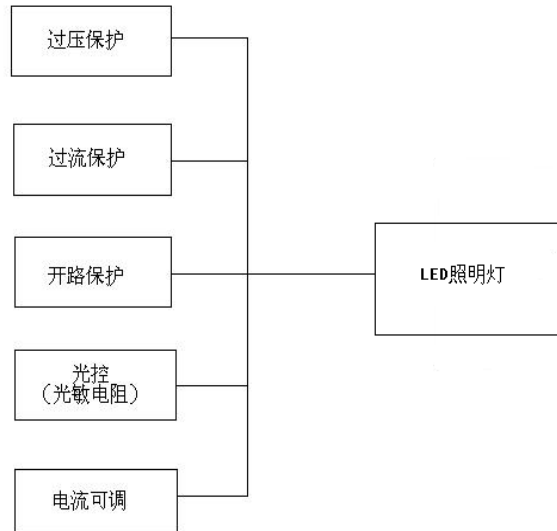 过压保护
过流保护
开路保护
LED照明灯
光控
（光敏电阻）
电流可调